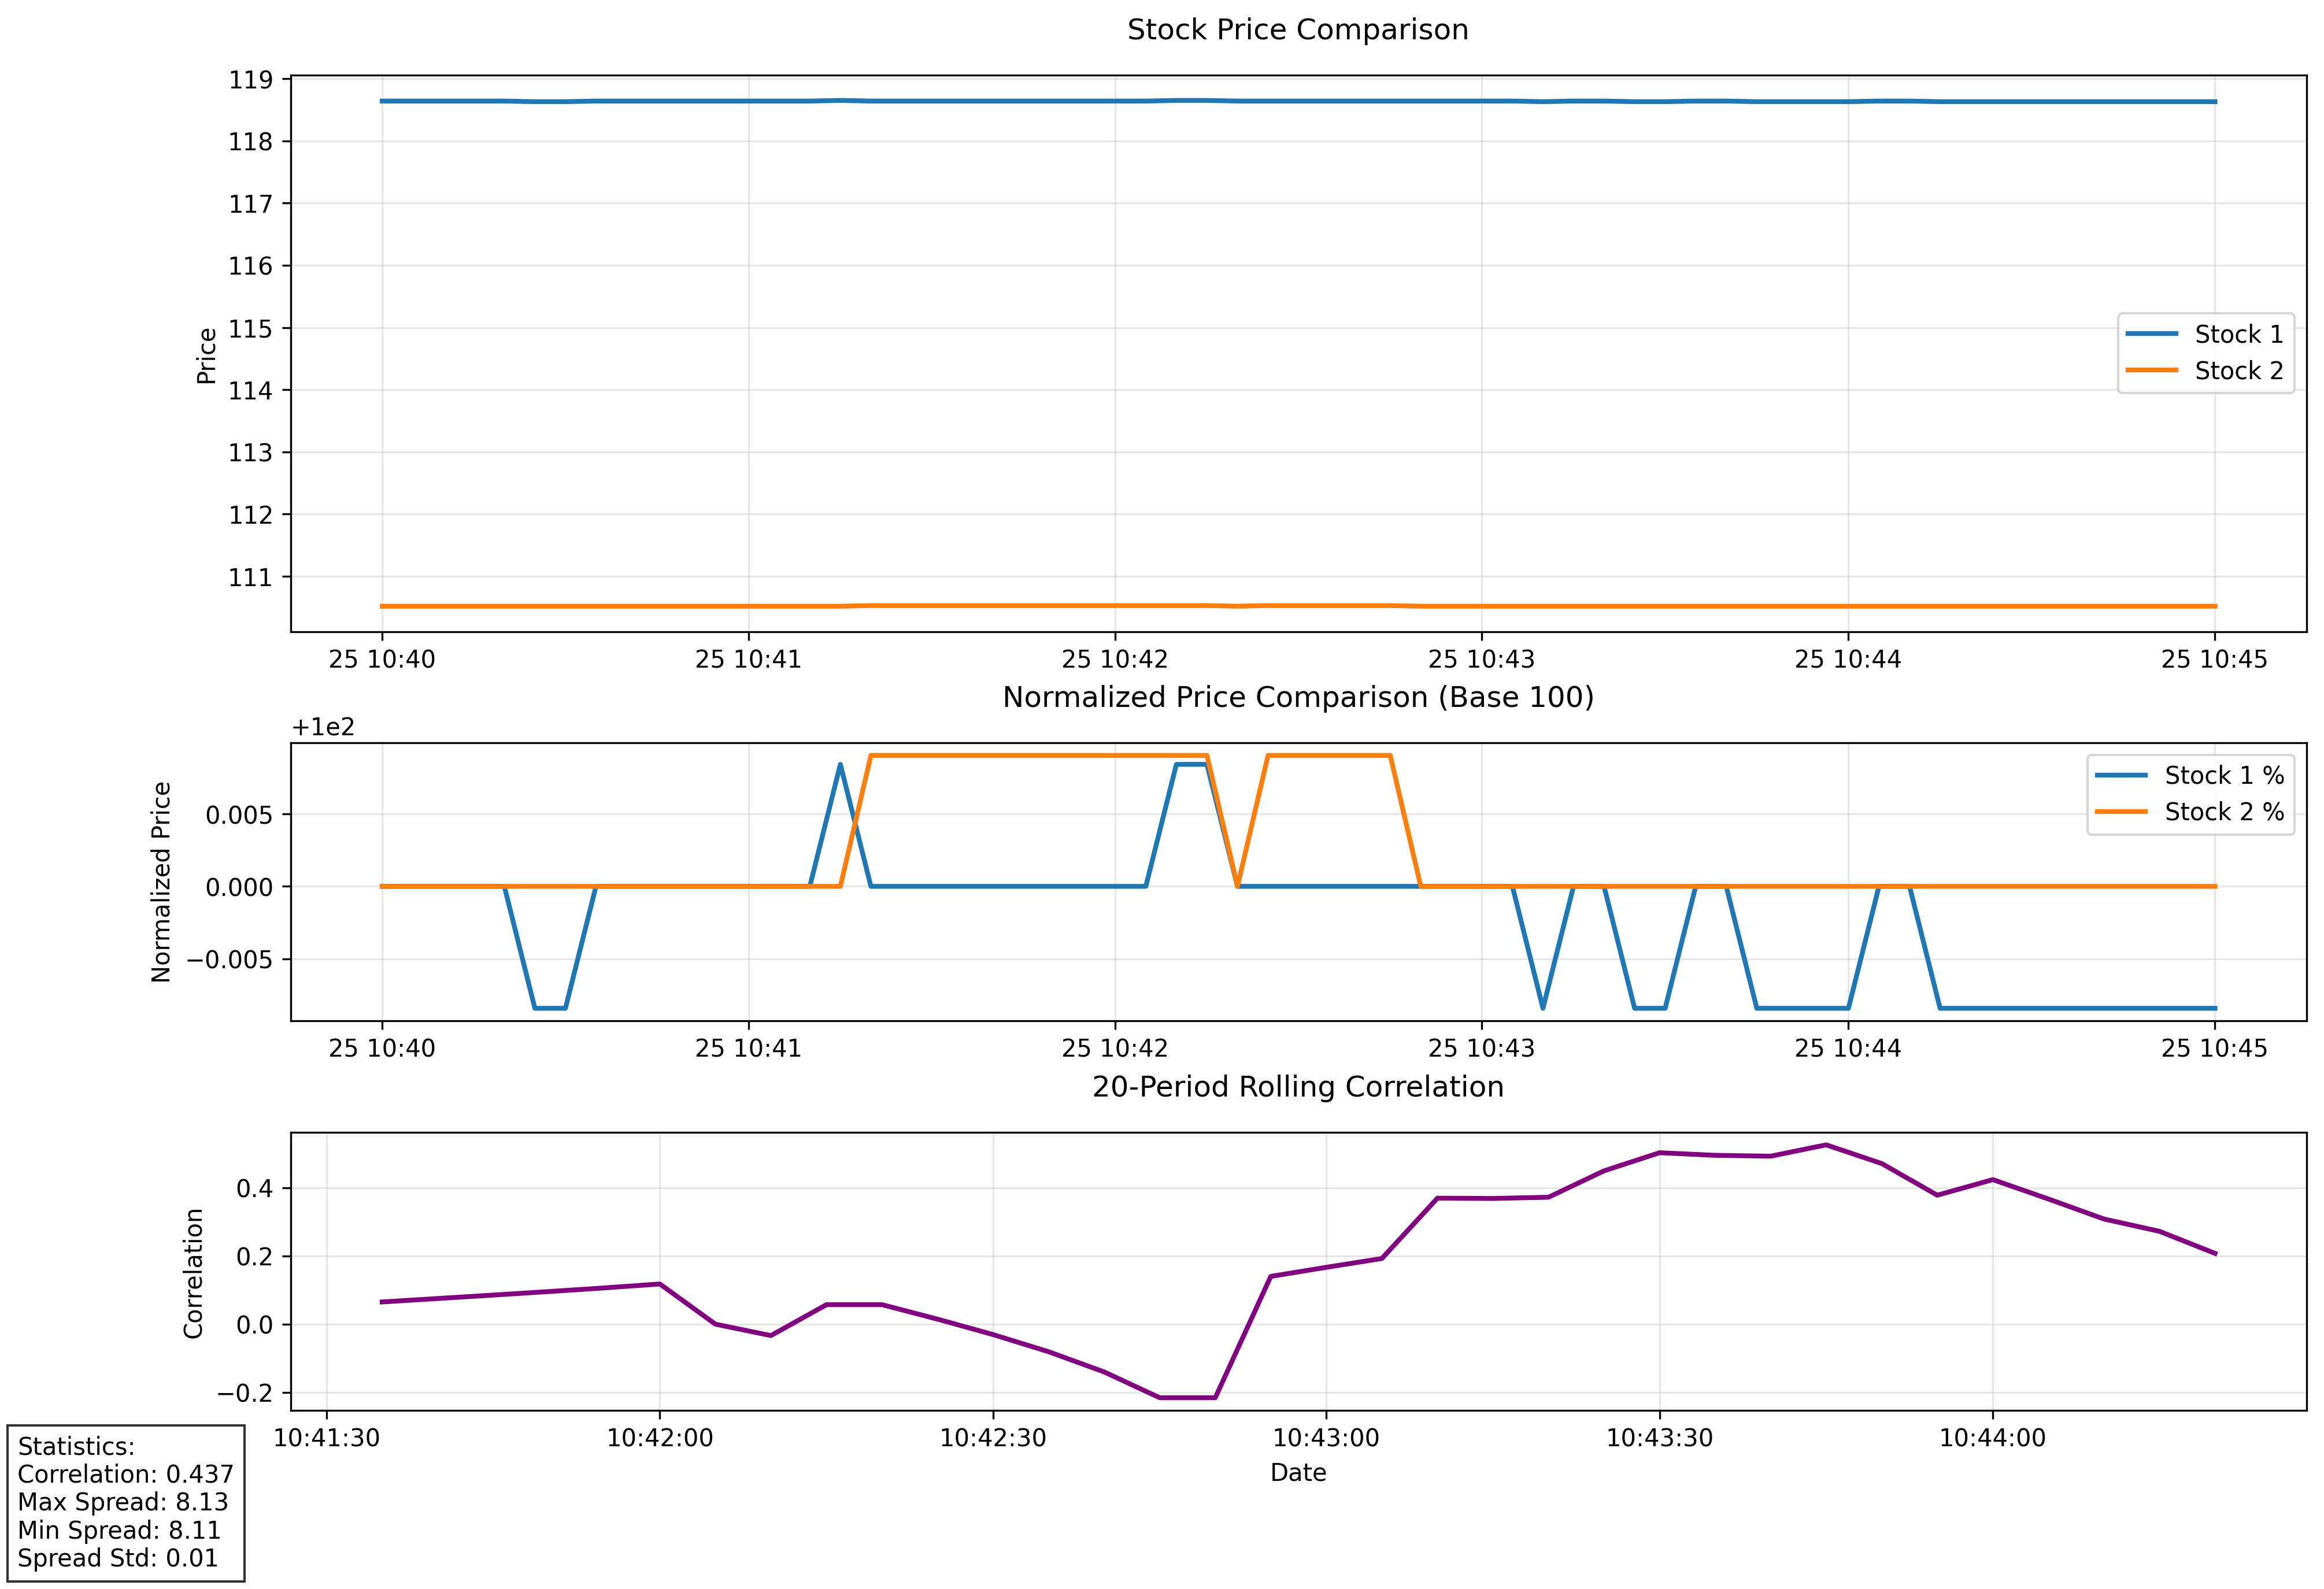 Stock Price Comparison
119
118
117
116
115
114
113
112
111
Price
Stock 1
Stock 2
25 10:40
25 10:41
25 10:42
25 10:43
25 10:44
25 10:45
Normalized Price Comparison (Base 100)
+1e2
0.005
0.000
−0.005
Normalized Price
Stock 1 %
Stock 2 %
25 10:40
25 10:41
25 10:42
25 10:43
25 10:44
25 10:45
20-Period Rolling Correlation
0.4
0.2
0.0
−0.2
Correlation
10:41:30
10:42:00
10:42:30
10:43:00
10:43:30
10:44:00
Date
Statistics:
Correlation: 0.437
Max Spread: 8.13
Min Spread: 8.11
Spread Std: 0.01